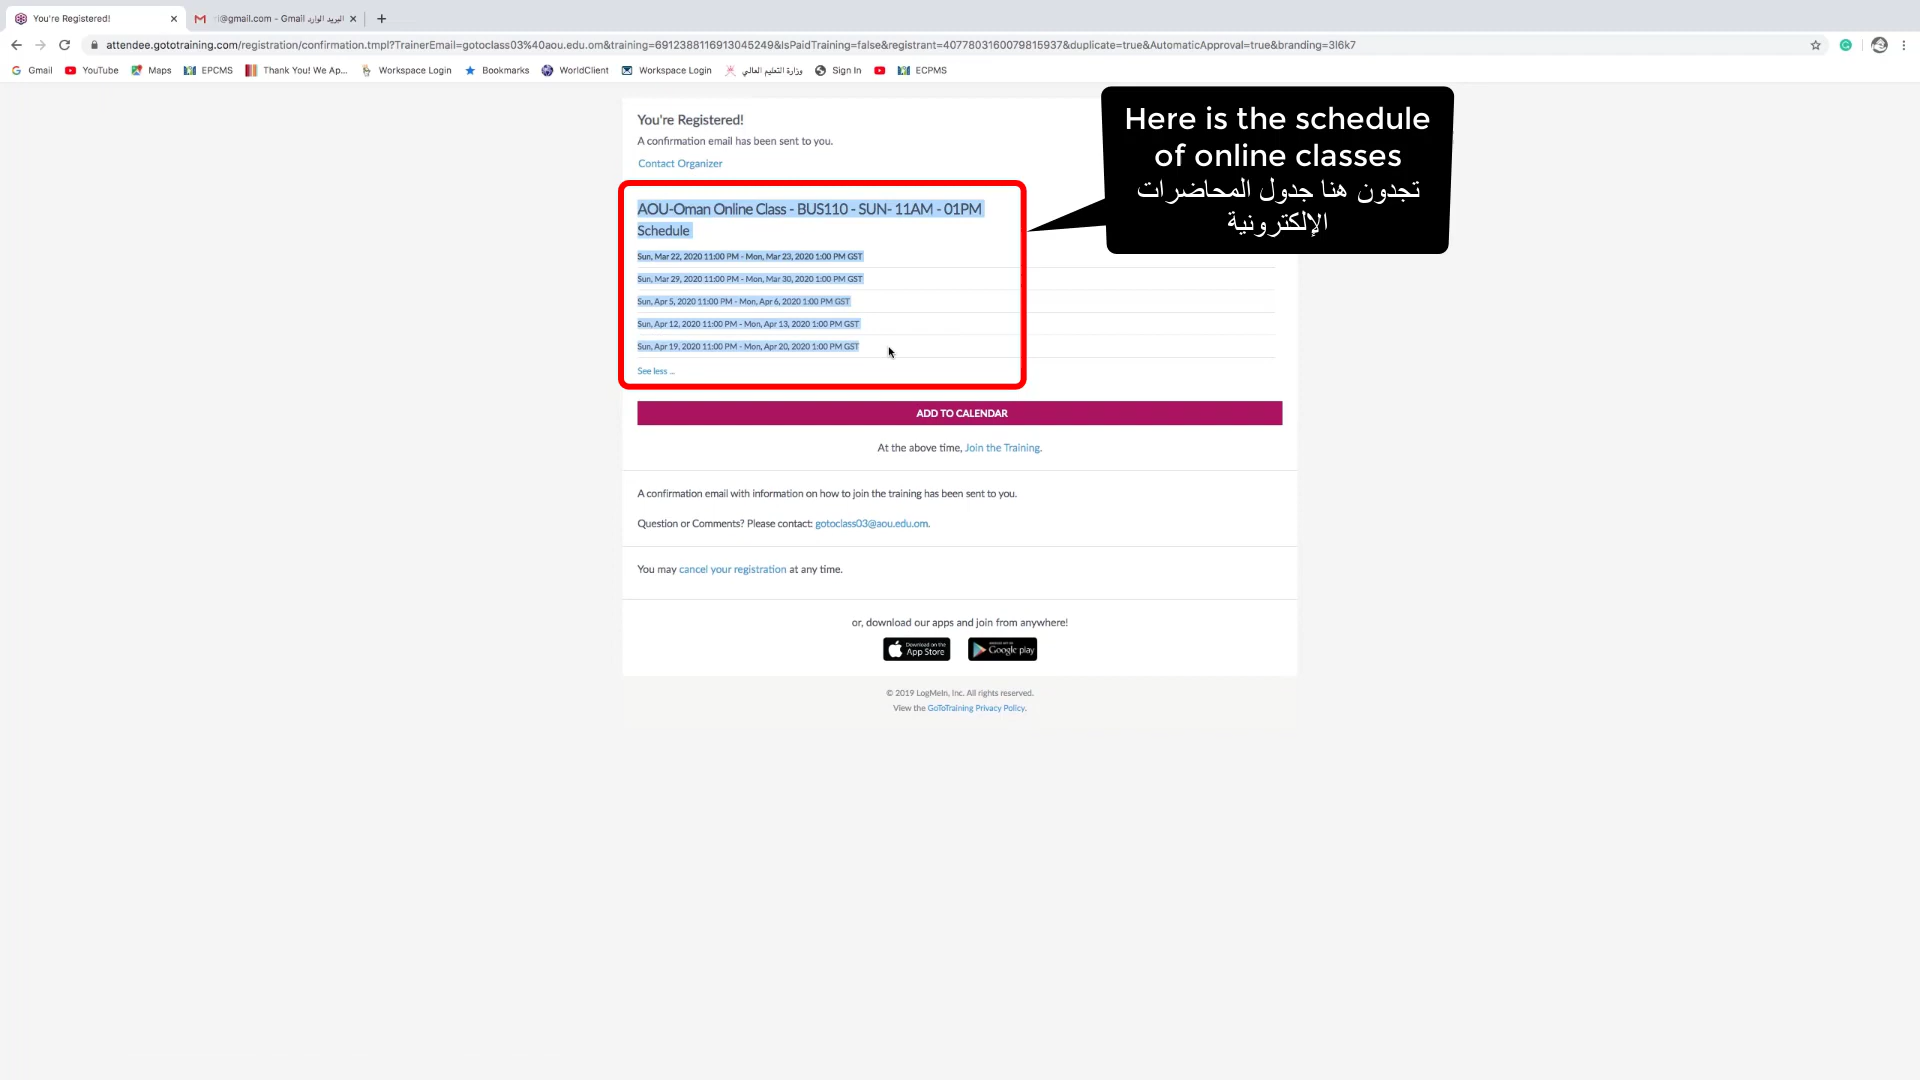 You're Registered!
i@gmail.com - Gmail البريد الوارد
attendee.gototraining.com/registration/confirmation.tmpl?TrainerEmail=gotoclass03%40aou.edu.om&training=6912388116913045249&IsPaidTraining=false&registrant=4077803160079815937&duplicate=true&AutomaticApproval=true&branding=3l6k7
Gmail YouTube Maps EPCMS Thank You! We Ap... Workspace Login Bookmarks WorldClient Workspace Login وزارة التعليم العالي Sign In ECPMS
You're Registered!
A confirmation email has been sent to you.
Contact Organizer
Here is the schedule
of online classes
تجدون هنا جدول المحاضرات
الإلكترونية
AOU-Oman Online Class - BUS110 - SUN- 11AM - 01PM
Schedule
Sun, Mar 22, 2020 11:00 PM - Mon, Mar 23, 2020 1:00 PM GST
Sun, Mar 29, 2020 11:00 PM - Mon, Mar 30, 2020 1:00 PM GST
Sun, Apr 5, 2020 11:00 PM - Mon, Apr 6, 2020 1:00 PM GST
Sun, Apr 12, 2020 11:00 PM - Mon, Apr 13, 2020 1:00 PM GST
Sun, Apr 19, 2020 11:00 PM - Mon, Apr 20, 2020 1:00 PM GST
See less ...
ADD TO CALENDAR
At the above time, Join the Training.
A confirmation email with information on how to join the training has been sent to you.
Question or Comments? Please contact: gotoclass03@aou.edu.om.
You may cancel your registration at any time.
or, download our apps and join from anywhere!
Download on the
App Store
ANDROID APP ON
Google play
© 2019 LogMeIn, Inc. All rights reserved.
View the GoToTraining Privacy Policy.